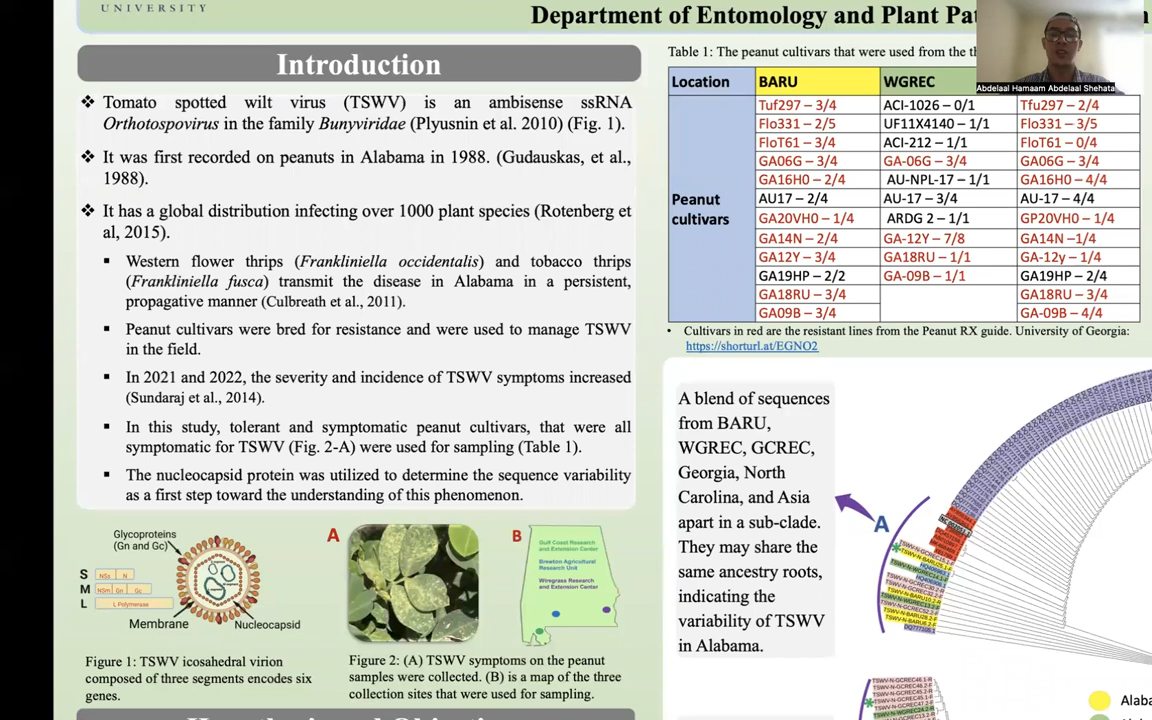 UNIVERSITY
Department of Entomology and Plant Pat
Abdelaal Hamaam Abdelaal Shehata
Introduction
❖ Tomato spotted wilt virus (TSWV) is an ambisense ssRNA
Orthotospovirus in the family Bunyviridae (Plyusnin et al. 2010) (Fig. 1).
❖ It was first recorded on peanuts in Alabama in 1988. (Gudauskas, et al.,
1988).
❖ It has a global distribution infecting over 1000 plant species (Rotenberg et
al, 2015).
▪ Western flower thrips (Frankliniella occidentalis) and tobacco thrips
(Frankliniella fusca) transmit the disease in Alabama in a persistent,
propagative manner (Culbreath et al., 2011).
▪ Peanut cultivars were bred for resistance and were used to manage TSWV
in the field.
▪ In 2021 and 2022, the severity and incidence of TSWV symptoms increased
(Sundaraj et al., 2014).
▪ In this study, tolerant and symptomatic peanut cultivars, that were all
symptomatic for TSWV (Fig. 2-A) were used for sampling (Table 1).
▪ The nucleocapsid protein was utilized to determine the sequence variability
as a first step toward the understanding of this phenomenon.
Glycoproteins
(Gn and Gc)
S NSs N
M NSm Gn Gc
L L Polymerase
Membrane
Nucleocapsid
Figure 1: TSWV icosahedral virion
composed of three segments encodes six
genes.
A
B
Gulf Coast Research
and Extension Center
Brewton Agricultural
Research Unit
Wiregrass Research
and Extension Center
Figure 2: (A) TSWV symptoms on the peanut
samples were collected. (B) is a map of the three
collection sites that were used for sampling.
Table 1: The peanut cultivars that were used from the th
Location BARU WGREC
Peanut
cultivars
Tuf297 – 3/4 ACI-1026 – 0/1 Tfu297 – 2/4
Flo331 – 2/5 UF11X4140 – 1/1 Flo331 – 3/5
FloT61 – 3/4 ACI-212 – 1/1 FloT61 – 0/4
GA06G – 3/4 GA-06G – 3/4 GA06G – 3/4
GA16H0 – 2/4 AU-NPL-17 – 1/1 GA16H0 – 4/4
AU17 – 2/4 AU-17 – 3/4 AU-17 – 4/4
GA20VH0 – 1/4 ARDG 2 – 1/1 GP20VH0 – 1/4
GA14N – 2/4 GA-12Y – 7/8 GA14N –1/4
GA12Y – 3/4 GA18RU – 1/1 GA-12y – 1/4
GA19HP – 2/2 GA-09B – 1/1 GA19HP – 2/4
GA18RU – 3/4 GA18RU – 3/4
GA09B – 3/4 GA-09B – 4/4
• Cultivars in red are the resistant lines from the Peanut RX guide. University of Georgia:
https://shorturl.at/EGNO2
A blend of sequences
from BARU,
WGREC, GCREC,
Georgia, North
Carolina, and Asia
apart in a sub-clade.
They may share the
same ancestry roots,
indicating the
variability of TSWV
in Alabama.
A
DQ777105.1
Alaba